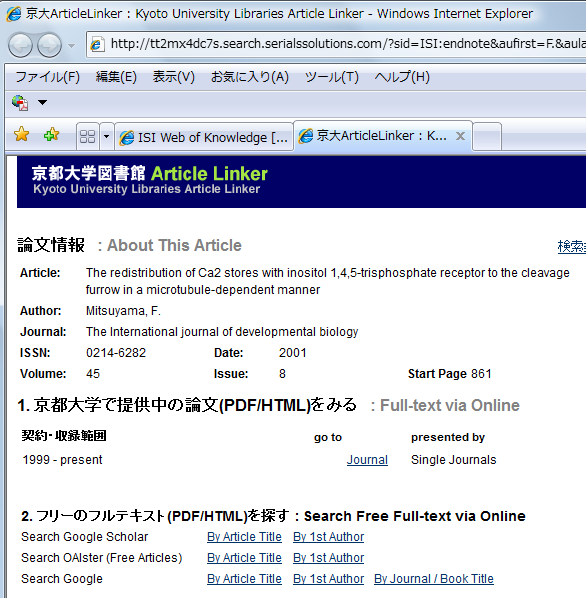 京大ArticleLinker : Kyoto University Libraries Article Linker - Windows Internet Explorer
http://tt2mx4dc7s.search.serialssolutions.com/?sid=ISI:endnote&aufirst=F.&aula
ファイル(F) 編集(E) 表示(V) お気に入り(A) ツール(T) ヘルプ(H)
ISI Web of Knowledge [... 京大ArticleLinker : K...
京都大学図書館 Article Linker
Kyoto University Libraries Article Linker
論文情報 : About This Article 検索
Article: The redistribution of Ca2 stores with inositol 1,4,5-trisphosphate receptor to the cleavage
furrow in a microtubule-dependent manner
Author: Mitsuyama, F.
Journal: The International journal of developmental biology
ISSN: 0214-6282 Date: 2001
Volume: 45 Issue: 8 Start Page 861
1. 京都大学で提供中の論文(PDF/HTML)をみる : Full-text via Online
契約・収録範囲 go to presented by
1999 - present Journal Single Journals
2. フリーのフルテキスト(PDF/HTML)を探す : Search Free Full-text via Online
Search Google Scholar By Article Title By 1st Author
Search OAIster (Free Articles) By Article Title By 1st Author
Search Google By Article Title By 1st Author By Journal / Book Title